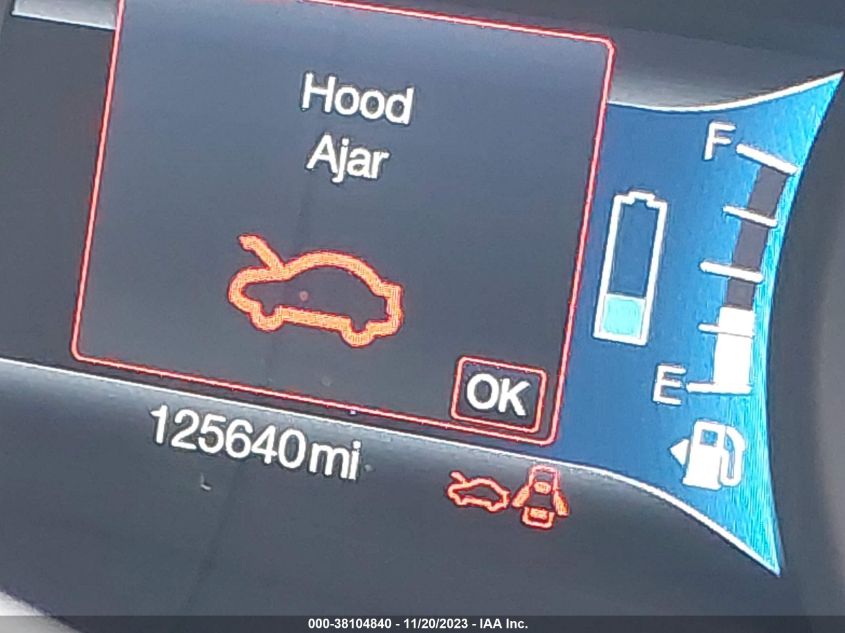 Hood
Ajar
OK
F
E
125640mi
000-38104840 - 11/20/2023 - IAA Inc.